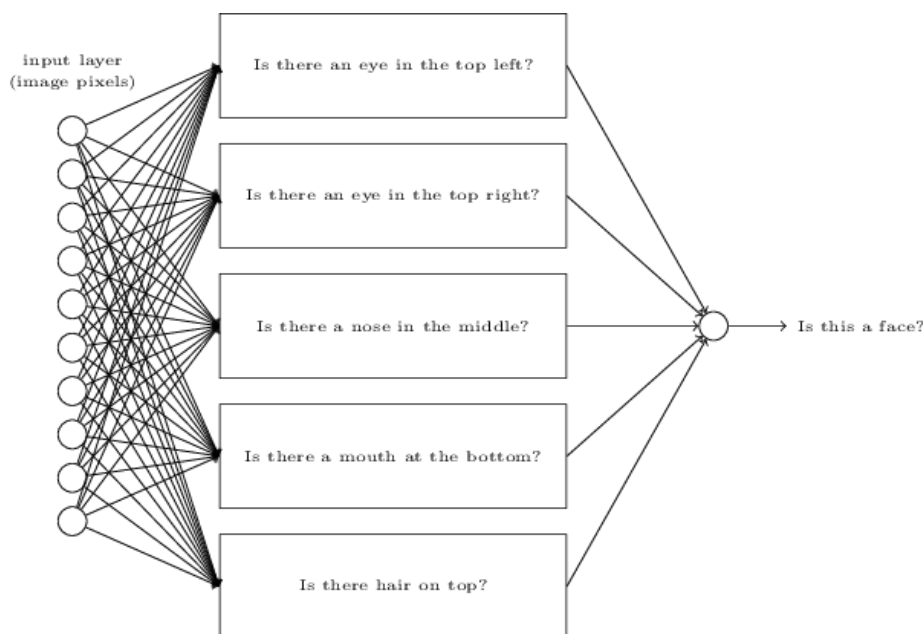 input layer
(image pixels)
Is there an eye in the top left?
Is there an eye in the top right?
Is there a nose in the middle?
Is this a face?
Is there a mouth at the bottom?
Is there hair on top?